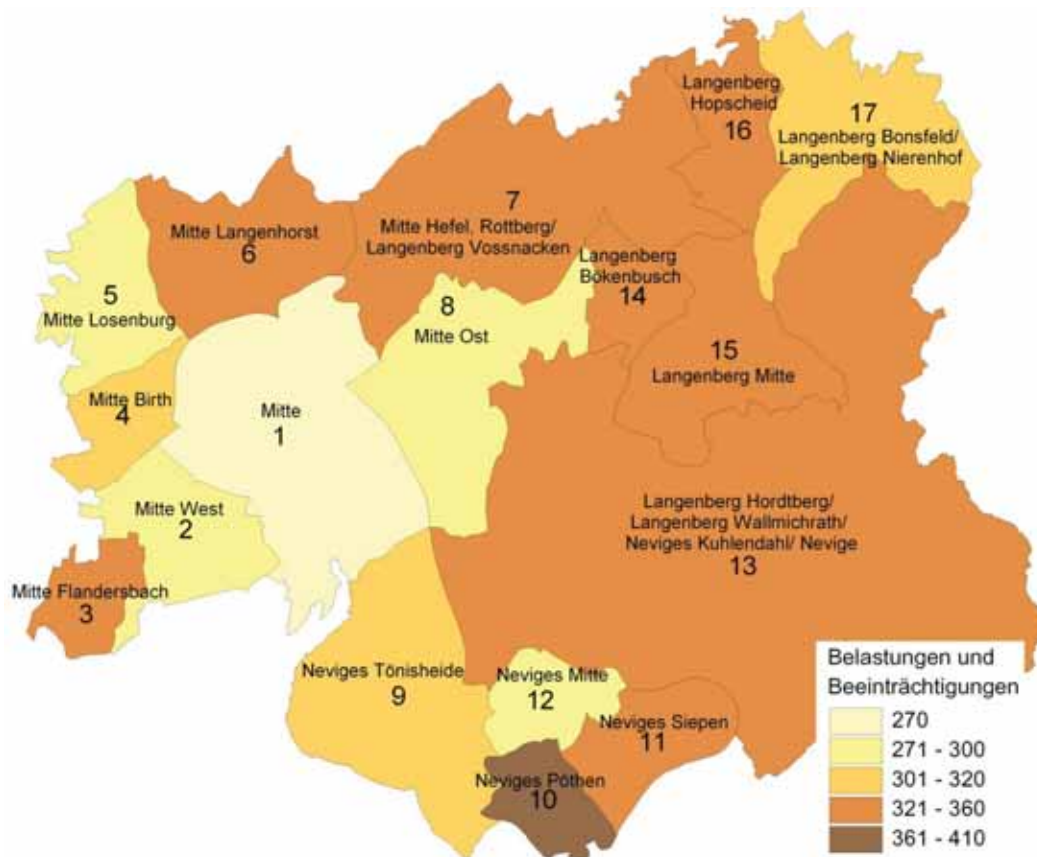 Langenberg
Hopscheid
16
17
Langenberg Bonsfeld/
Langenberg Nierenhof
7
Mitte Hefel, Rottberg/
Langenberg Vossnacken
Mitte Langenhorst
6
Langenberg
Bökenbusch
14
5
Mitte Losenburg
8
Mitte Ost
15
Langenberg Mitte
Mitte Birth
4
Mitte
1
Mitte West
2
Langenberg Hordtberg/
Langenberg Wallmichrath/
Neviges Kuhlendahl/ Nevige
13
Mitte Flandersbach
3
Neviges Tönisheide
9
Neviges Mitte
12
Neviges Siepen
11
Neviges Pöthen
10
Belastungen und
Beeinträchtigungen
270
271 - 300
301 - 320
321 - 360
361 - 410